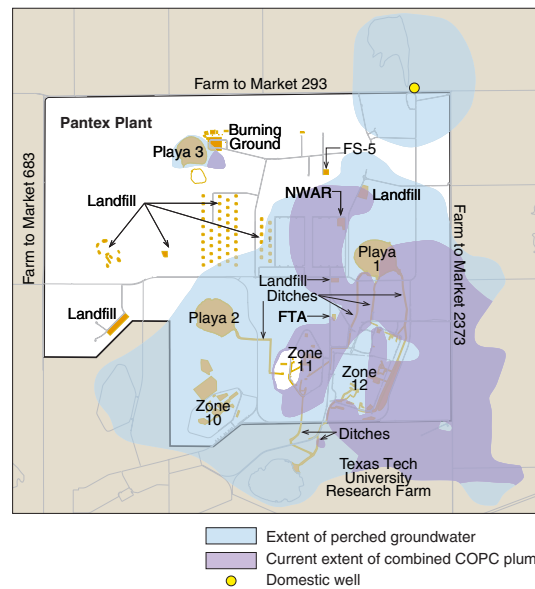 Farm to Market 293
Pantex Plant
Burning
Ground
Playa 3
FS-5
Landfill
NWAR
Landfill
Farm to Market 683
Playa
1
Farm to Market 2373
Landfill
Ditches
Landfill
Playa 2
FTA
Zone
11
Zone
12
Zone
10
Ditches
Texas Tech
University
Research Farm
Extent of perched groundwater
Current extent of combined COPC plum
Domestic well